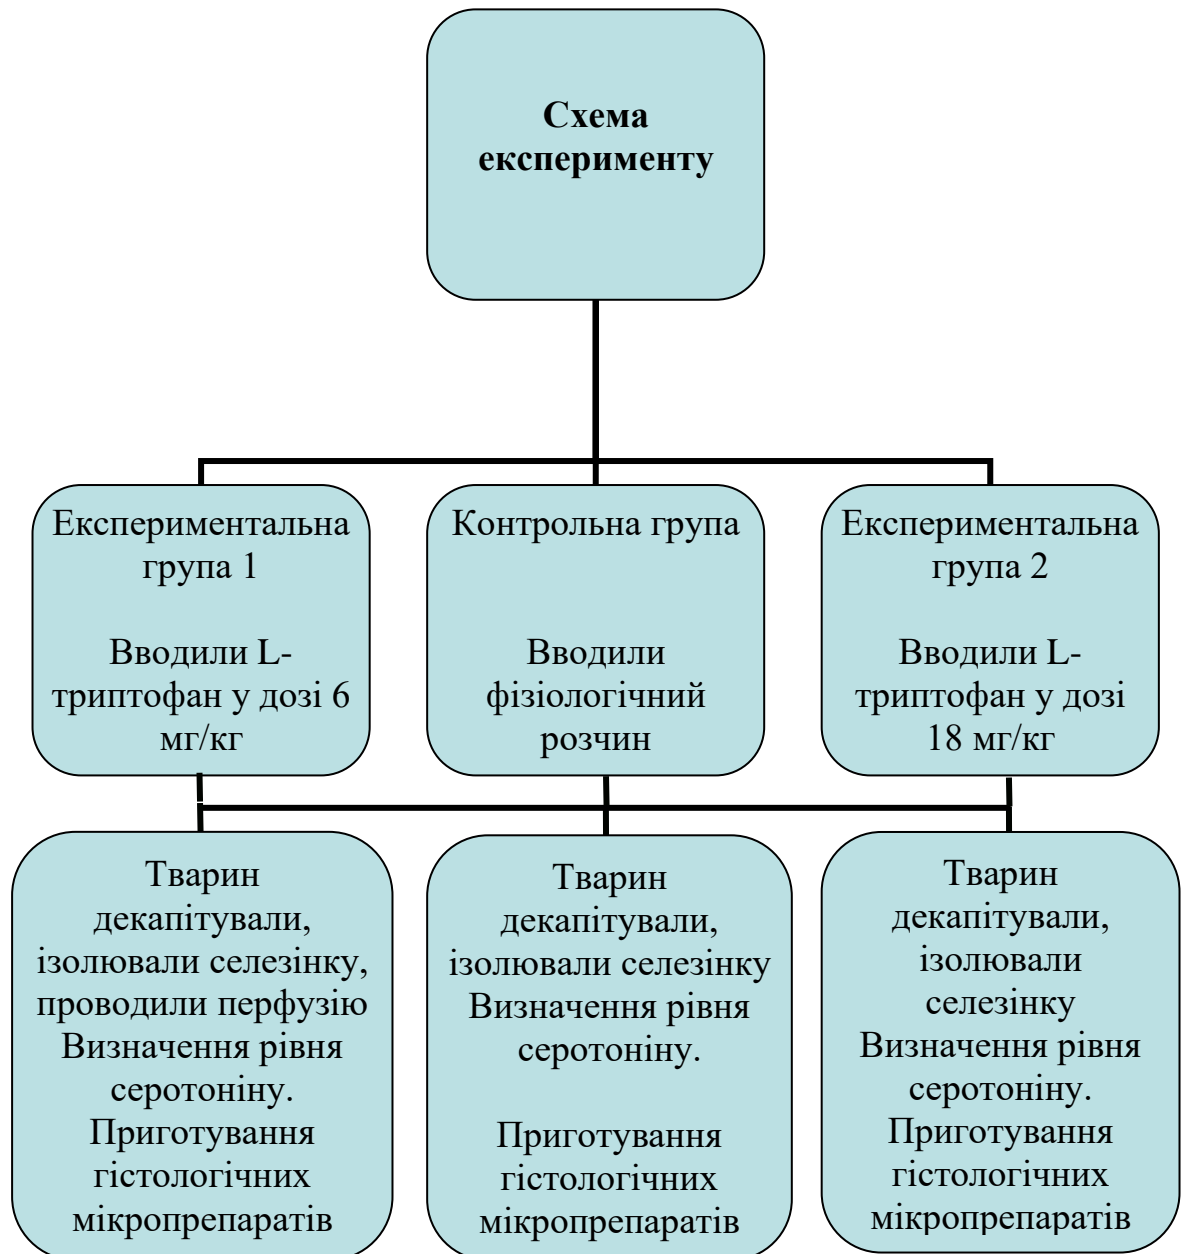 Схема
експерименту
Експериментальна
група 1
Вводили L-
триптофан у дозі 6
мг/кг
Контрольна група
Вводили
фізіологічний
розчин
Експериментальна
група 2
Вводили L-
триптофан у дозі
18 мг/кг
Тварин
декапітували,
ізолювали селезінку,
проводили перфузію
Визначення рівня
серотоніну.
Приготування
гістологічних
мікропрепаратів
Тварин
декапітували,
ізолювали селезінку
Визначення рівня
серотоніну.
Приготування
гістологічних
мікропрепаратів
Тварин
декапітували,
ізолювали
селезінку
Визначення рівня
серотоніну.
Приготування
гістологічних
мікропрепаратів